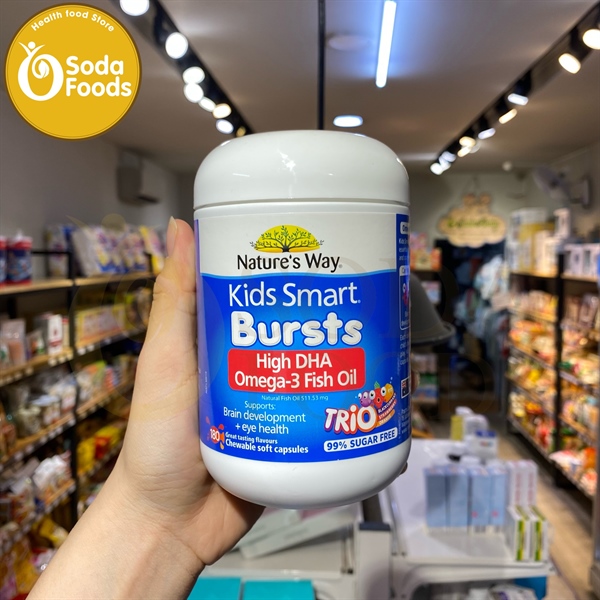 Health food Store
Soda
Foods
Nature's Way®
Kids Smart®
Bursts
High DHA
Omega-3 Fish Oil
Natural Fish Oil 511.53 mg
Supports:
Brain development
+ eye health
TRiO
180
Great tasting flavours
Chewable soft capsules
99% SUGAR FREE